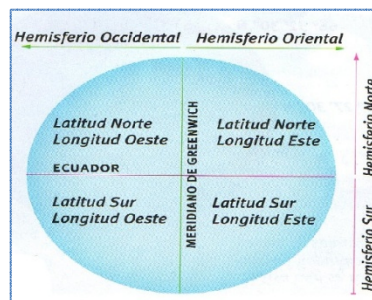 Hemisferio Occidental
Hemisferio Oriental
Latitud Norte
Longitud Oeste
Latitud Norte
Longitud Este
ECUADOR
MERIDIANO DE GREENWICH
Latitud Sur
Longitud Oeste
Latitud Sur
Longitud Este
Hemisferio Norte
Hemisferio Sur